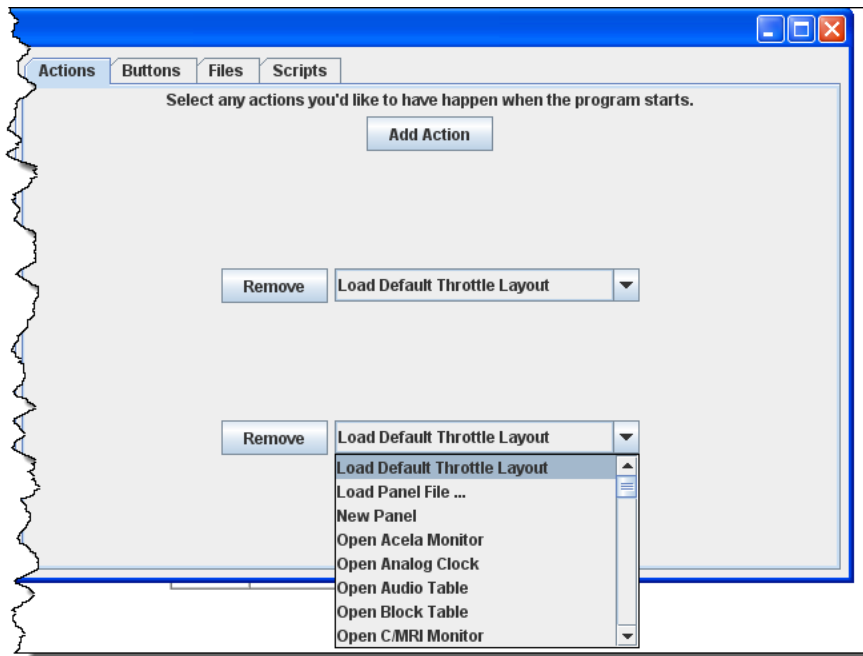 Actions Buttons Files Scripts
Select any actions you'd like to have happen when the program starts.
Add Action
Remove Load Default Throttle Layout
Remove Load Default Throttle Layout
Load Default Throttle Layout
Load Panel File ...
New Panel
Open Acela Monitor
Open Analog Clock
Open Audio Table
Open Block Table
Open C/MRI Monitor